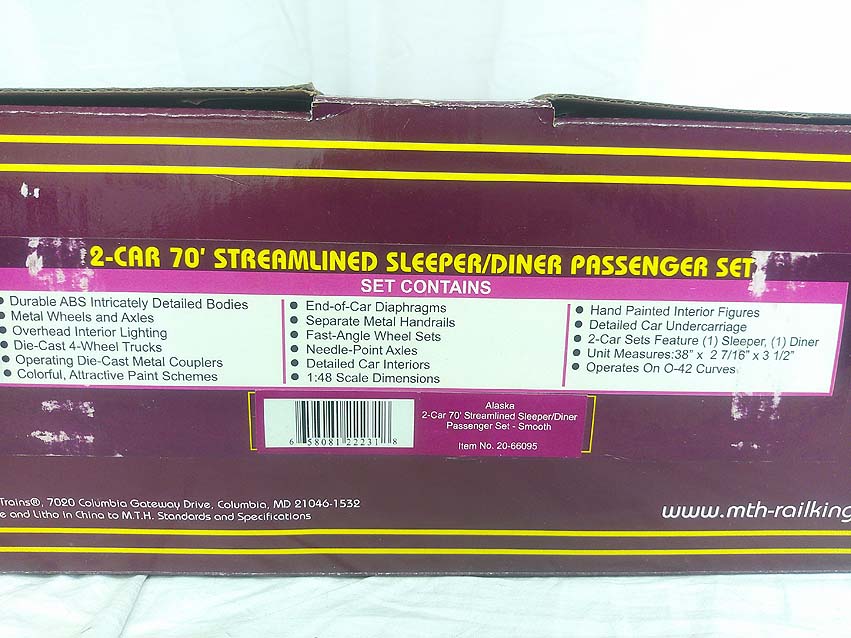 2-CAR 70' STREAMLINED SLEEPER/DINER PASSENGER SET
SET CONTAINS
• Durable ABS Intricately Detailed Bodies
• Metal Wheels and Axles
• Overhead Interior Lighting
• Die-Cast 4-Wheel Trucks
• Operating Die-Cast Metal Couplers
• Colorful, Attractive Paint Schemes
• End-of-Car Diaphragms
• Separate Metal Handrails
• Fast-Angle Wheel Sets
• Needle-Point Axles
• Detailed Car Interiors
• 1:48 Scale Dimensions
• Hand Painted Interior Figures
• Detailed Car Undercarriage
• 2-Car Sets Feature (1) Sleeper, (1) Diner
• Unit Measures:38" x 2 7/16" x 3 1/2"
• Operates On O-42 Curves
6 58081 22231 8
Alaska
2-Car 70' Streamlined Sleeper/Diner
Passenger Set - Smooth
Item No. 20-66095
Trains®, 7020 Columbia Gateway Drive, Columbia, MD 21046-1532
e and Litho in China to M.T.H. Standards and Specifications
www.mth-railking